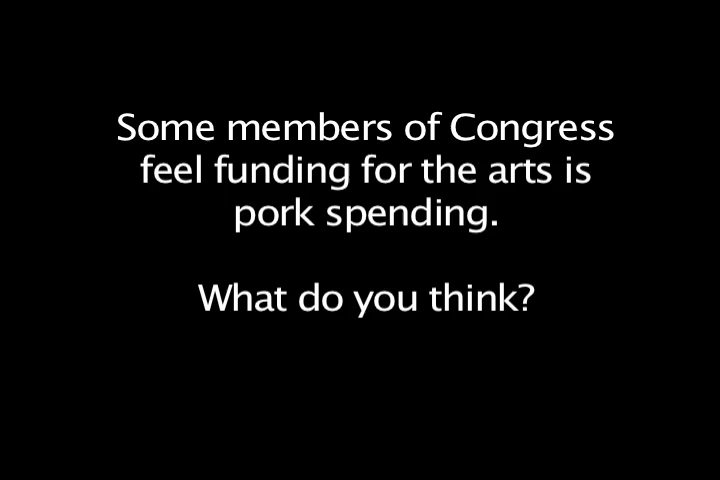 Some members of Congress
feel funding for the arts is
pork spending.
What do you think?